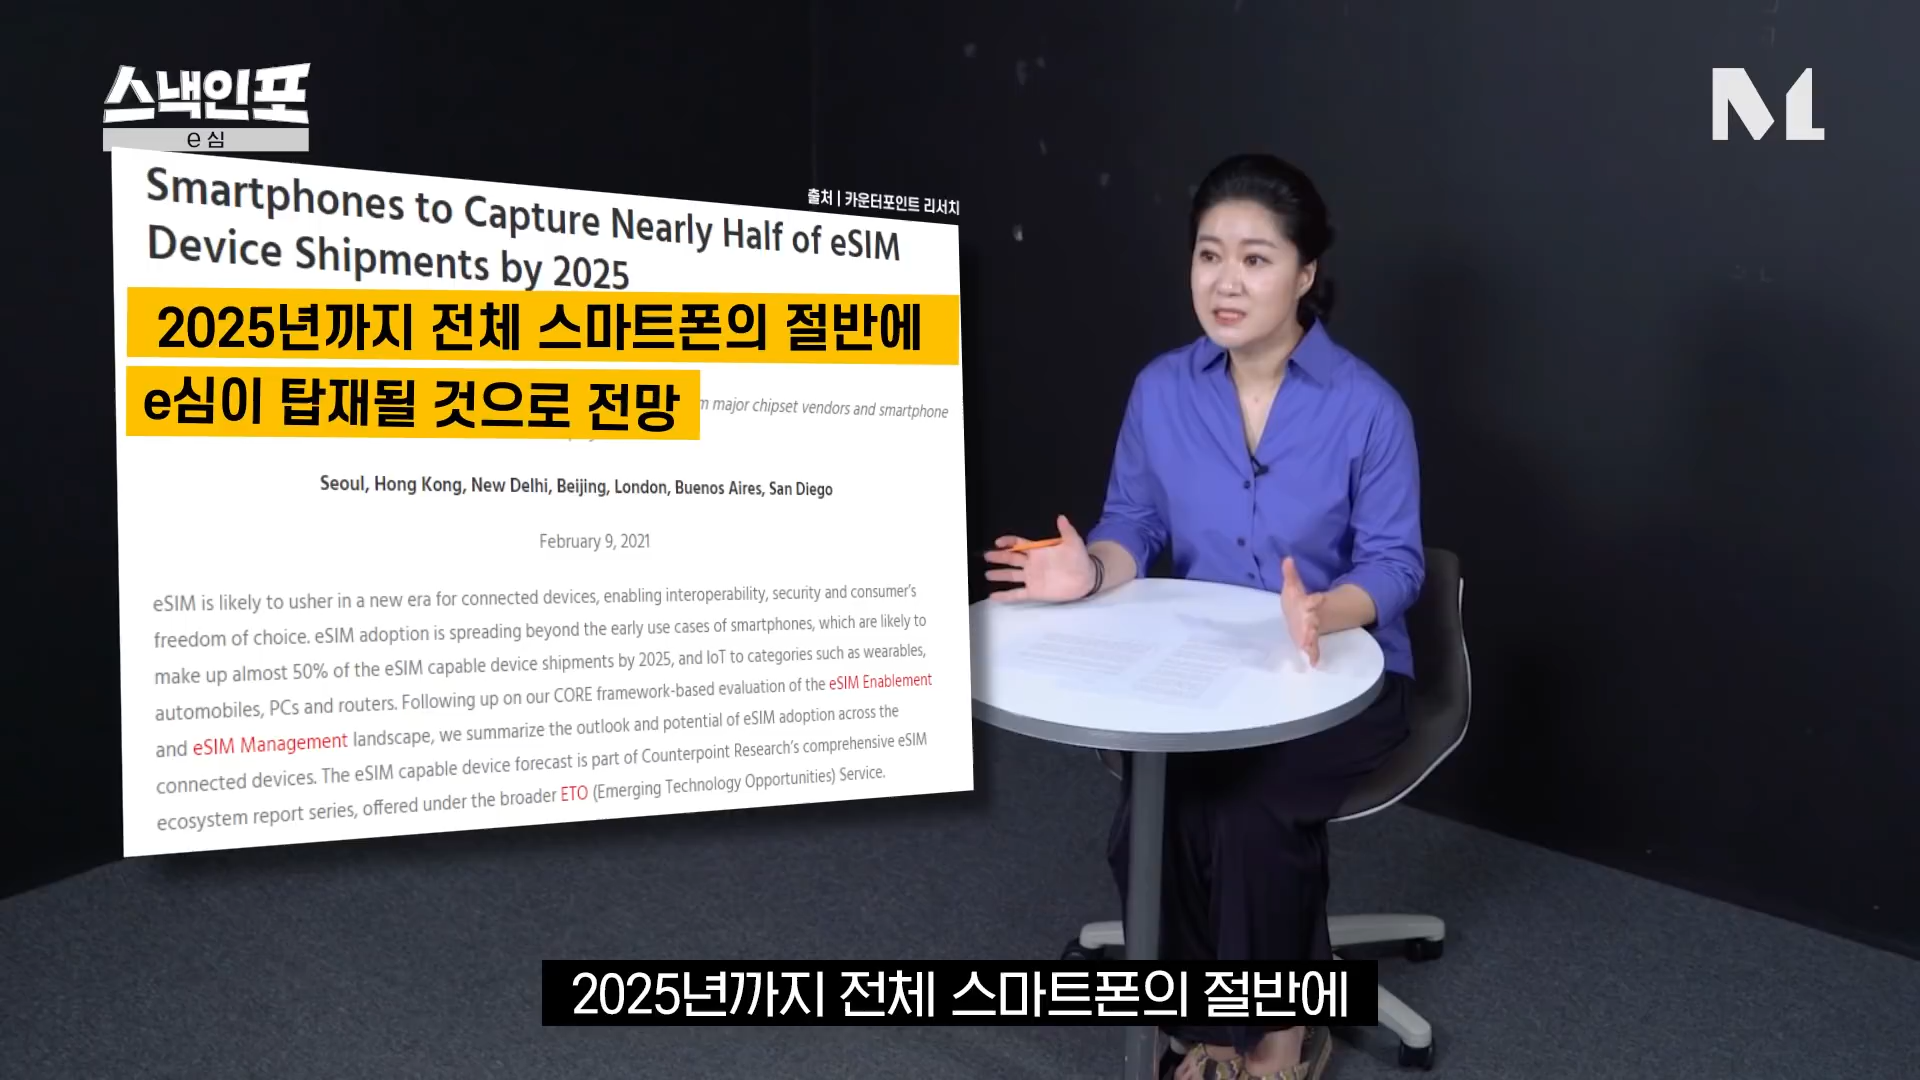 스낵인포
e심
M
출처 | 카운터포인트 리서치
Smartphones to Capture Nearly Half of eSIM
Device Shipments by 2025
2025년까지 전체 스마트폰의 절반에
e심이 탑재될 것으로 전망
major chipset vendors and smartphone
Seoul, Hong Kong, New Delhi, Beijing, London, Buenos Aires, San Diego
February 9, 2021
eSIM is likely to usher in a new era for connected devices, enabling interoperability, security and consumer's
freedom of choice. eSIM adoption is spreading beyond the early use cases of smartphones, which are likely to
make up almost 50% of the eSIM capable device shipments by 2025, and IoT to categories such as wearables,
automobiles, PCs and routers. Following up on our CORE framework-based evaluation of the eSIM Enablement
and eSIM Management landscape, we summarize the outlook and potential of eSIM adoption across the
connected devices. The eSIM capable device forecast is part of Counterpoint Research's comprehensive eSIM
ecosystem report series, offered under the broader ETO (Emerging Technology Opportunities) Service.
2025년까지 전체 스마트폰의 절반에